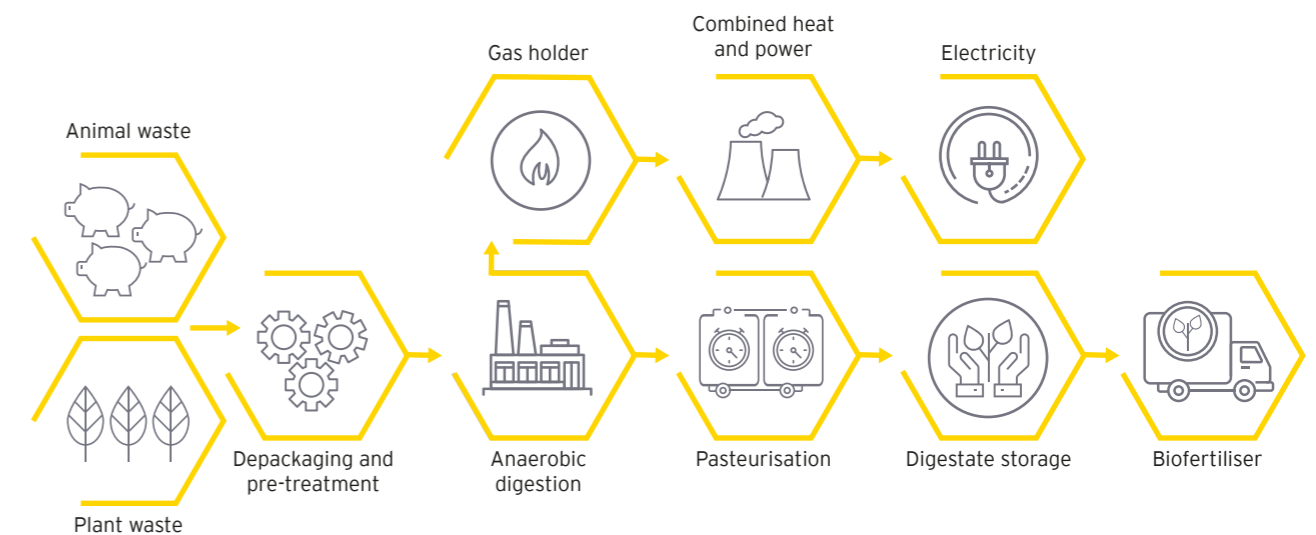 Combined heat
and power
Gas holder
Electricity
Animal waste
Depackaging and
pre-treatment
Anaerobic
digestion
Pasteurisation
Digestate storage
Biofertiliser
Plant waste